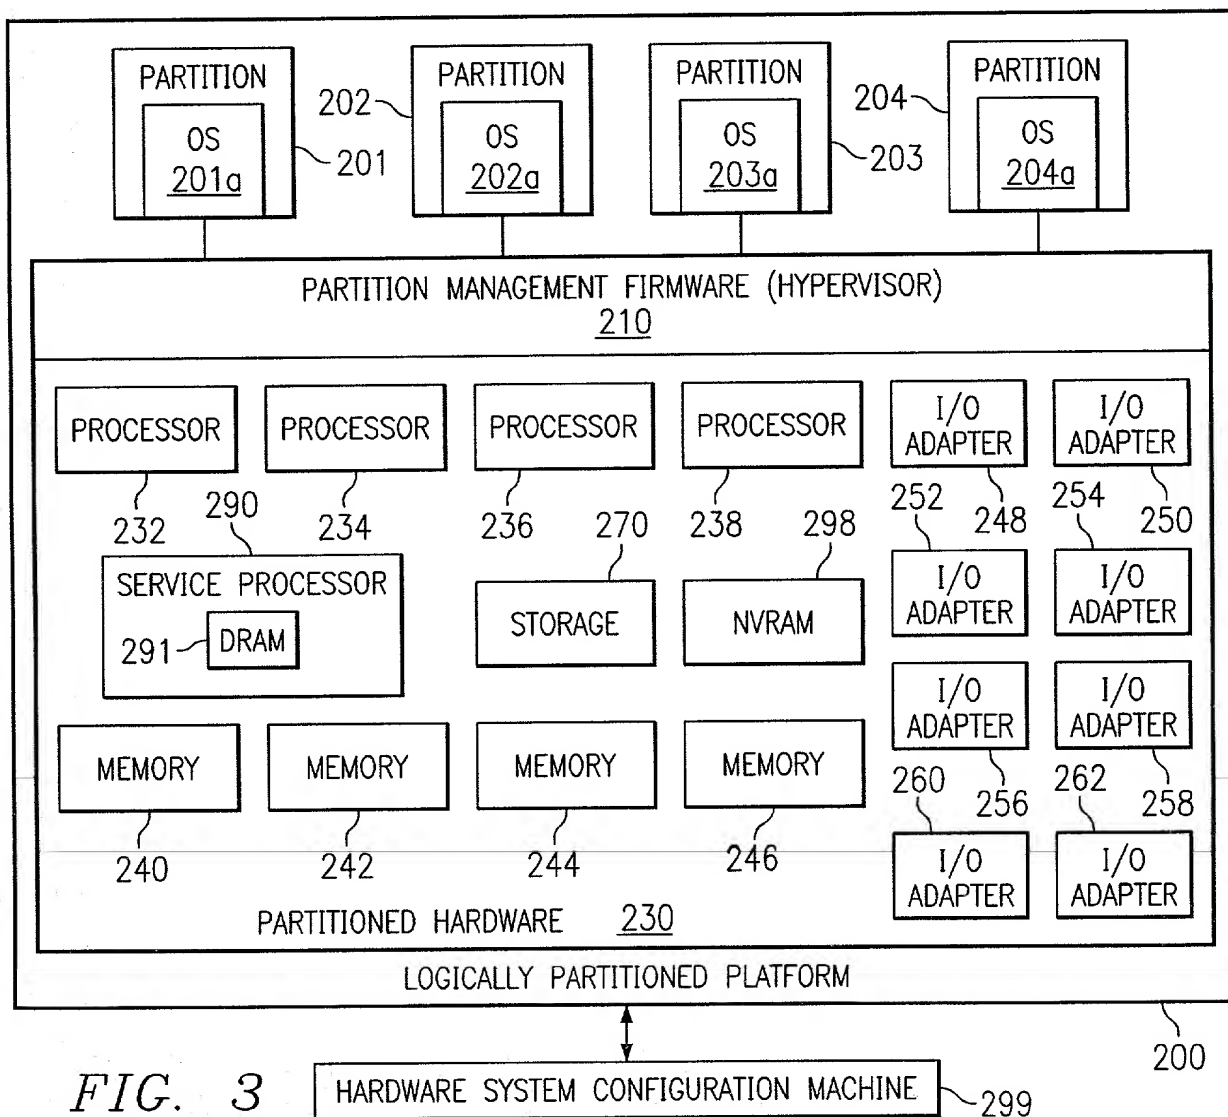 PARTITION PARTITION PARTITION PARTITION
202 204
OS OS OS OS
201a 202a 203a 204a
201 203
PARTITION MANAGEMENT FIRMWARE (HYPERVISOR)
210
PROCESSOR PROCESSOR PROCESSOR PROCESSOR
I/O ADAPTER I/O ADAPTER
232 290 234 236 270 238 298 252 248 254 250
SERVICE PROCESSOR
291 DRAM
STORAGE NVRAM
I/O ADAPTER I/O ADAPTER
I/O ADAPTER I/O ADAPTER
MEMORY MEMORY MEMORY MEMORY
260 256 262 258
240 242 244 246
I/O ADAPTER I/O ADAPTER
PARTITIONED HARDWARE 230
LOGICALLY PARTITIONED PLATFORM
200
FIG. 3
HARDWARE SYSTEM CONFIGURATION MACHINE
299